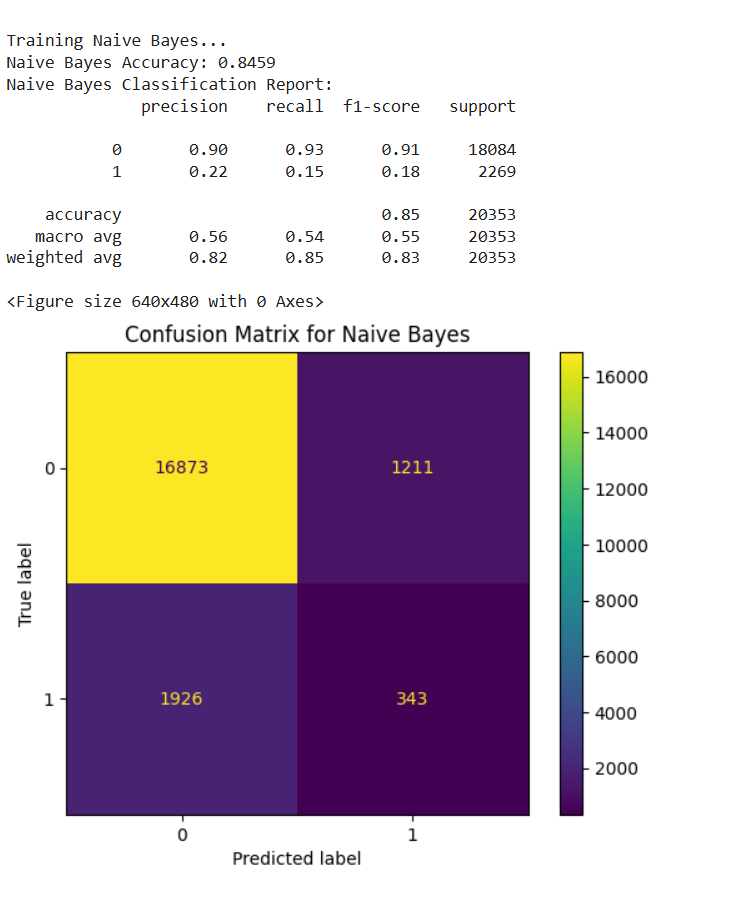 Training Naive Bayes...
Naive Bayes Accuracy: 0.8459
Naive Bayes Classification Report:
precision recall f1-score support
0 0.90 0.93 0.91 18084
1 0.22 0.15 0.18 2269
accuracy 0.85 20353
macro avg 0.56 0.54 0.55 20353
weighted avg 0.82 0.85 0.83 20353
<Figure size 640x480 with 0 Axes>
Confusion Matrix for Naive Bayes
0
16873 1211
1
1926 343
True label
0 1
Predicted label
16000
14000
12000
10000
8000
6000
4000
2000